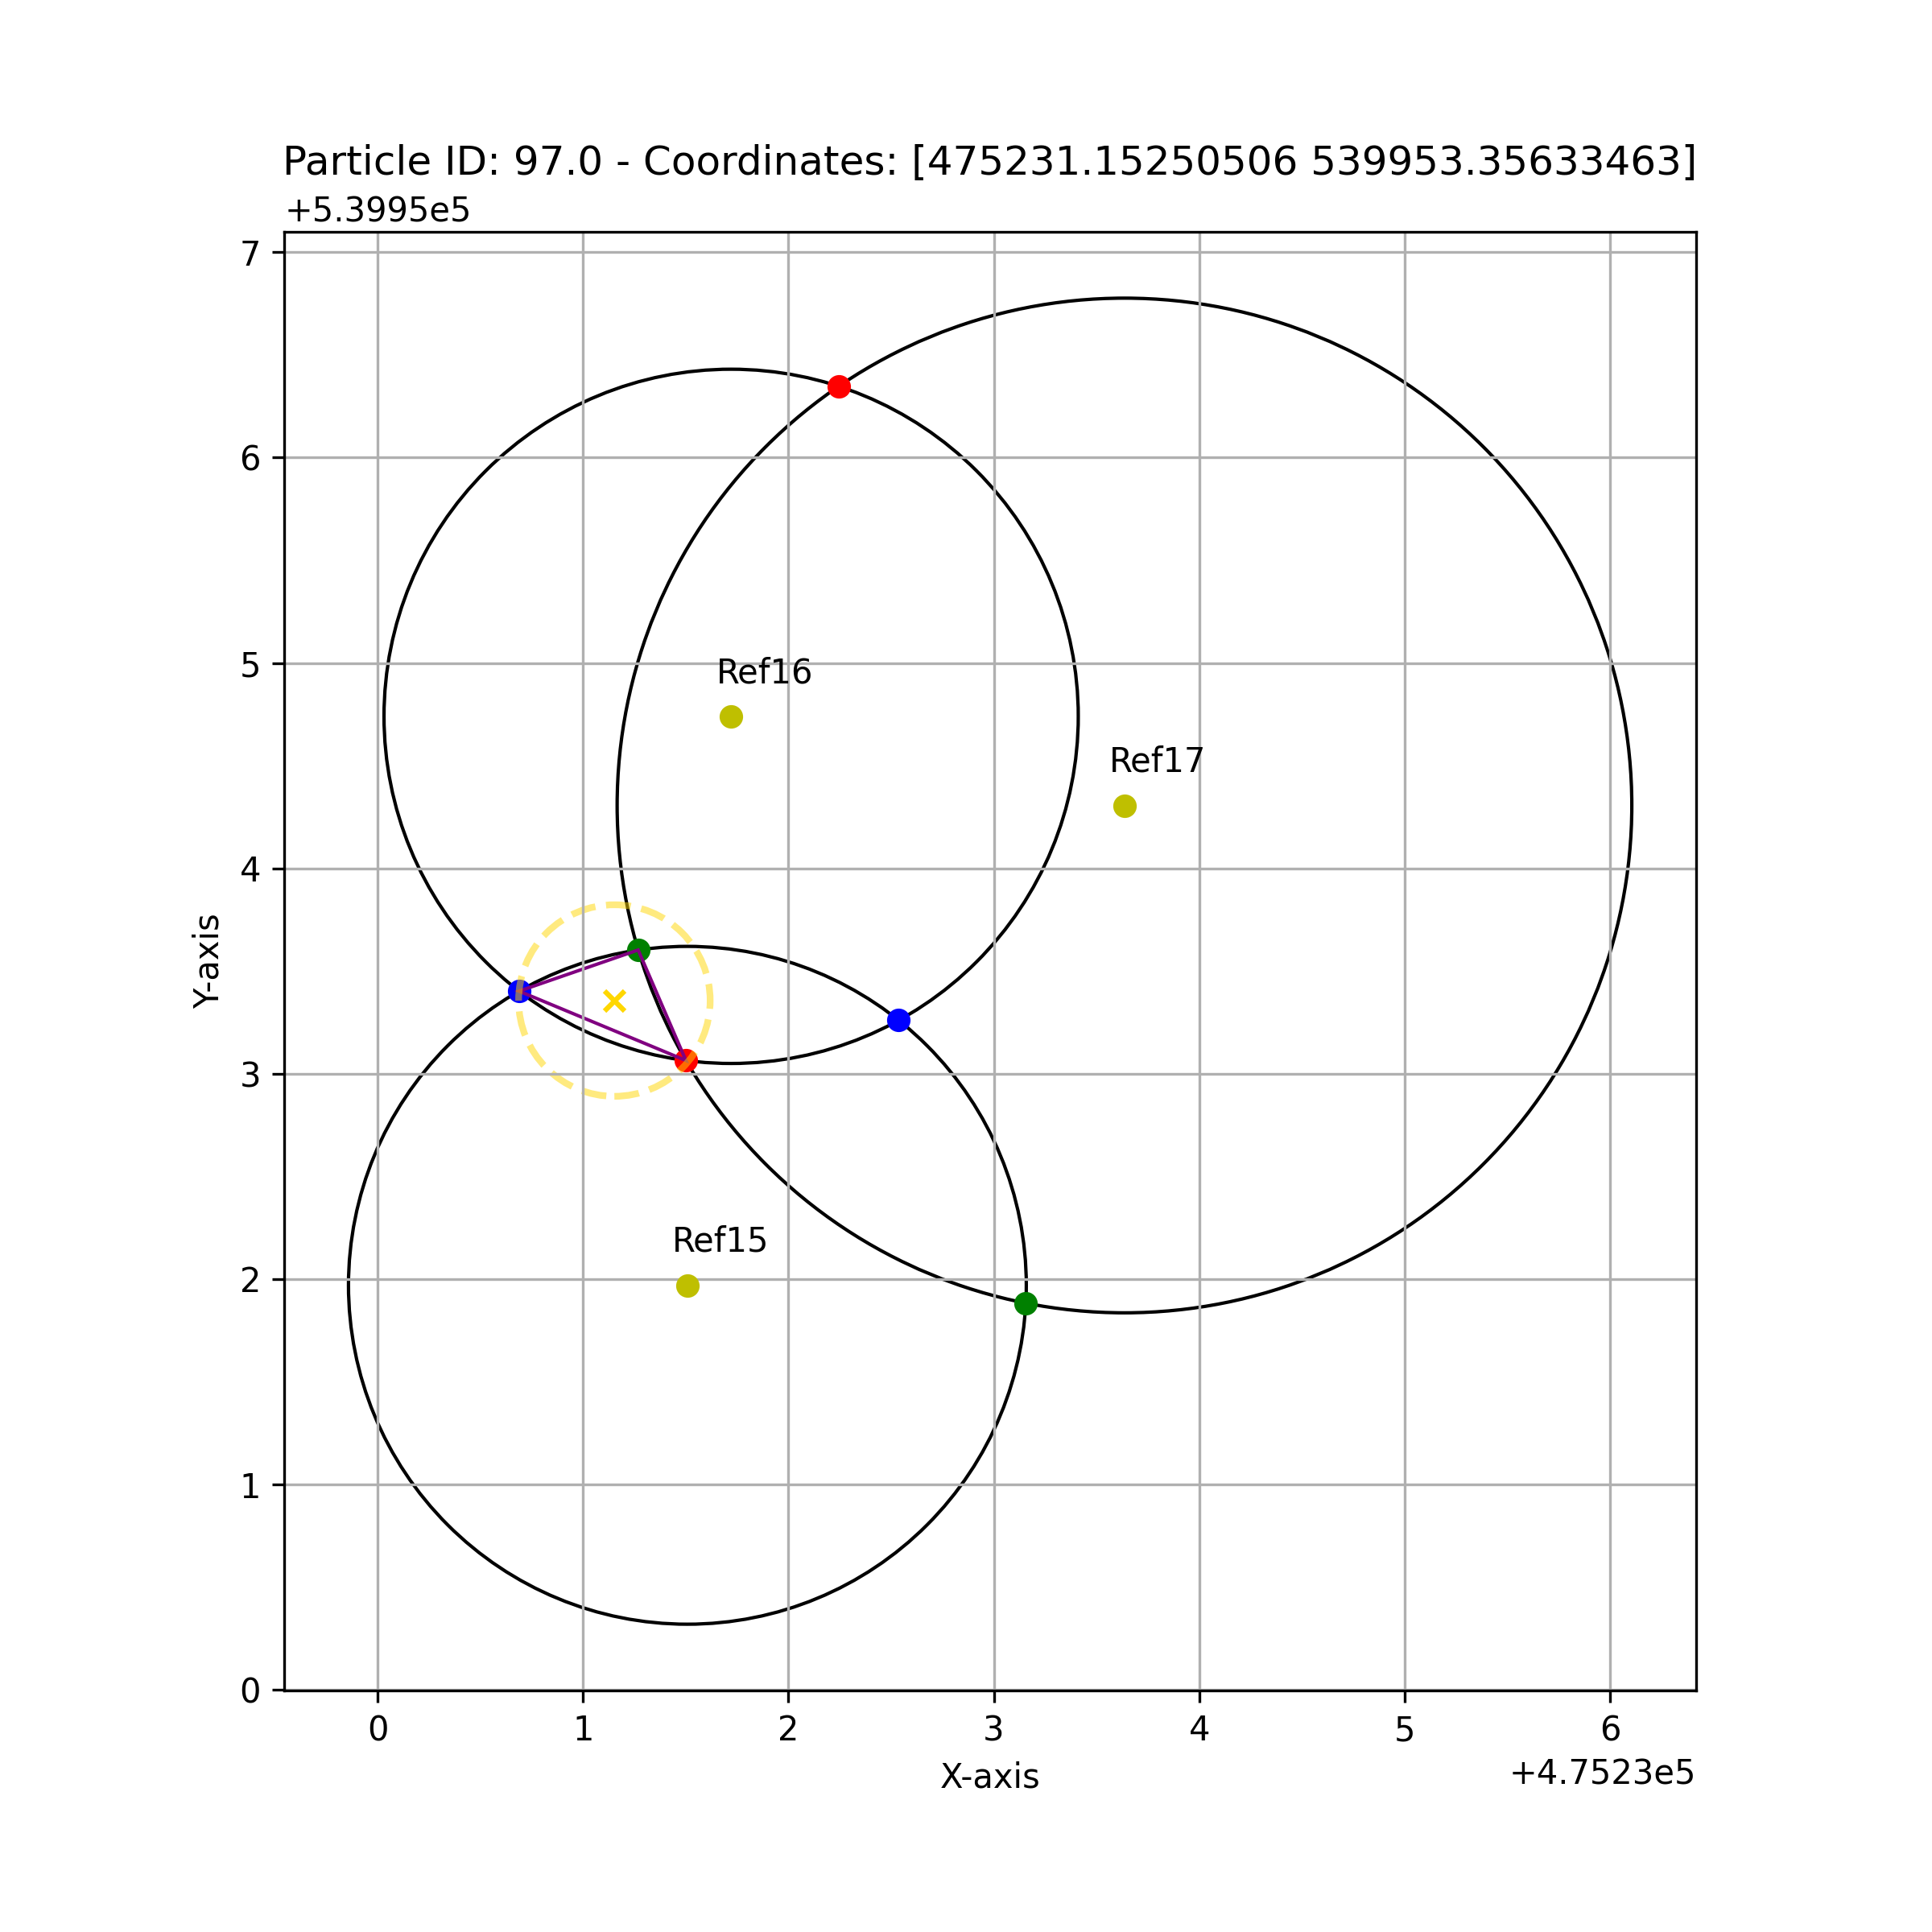 Particle ID: 97.0 - Coordinates: [475231.15250506 539953.35633463]
+5.3995e5
7
6
Ref16
5
Ref17
4
Y-axis
3
Ref15
2
1
0
0 1 2 3 4 5 6
X-axis
+4.7523e5